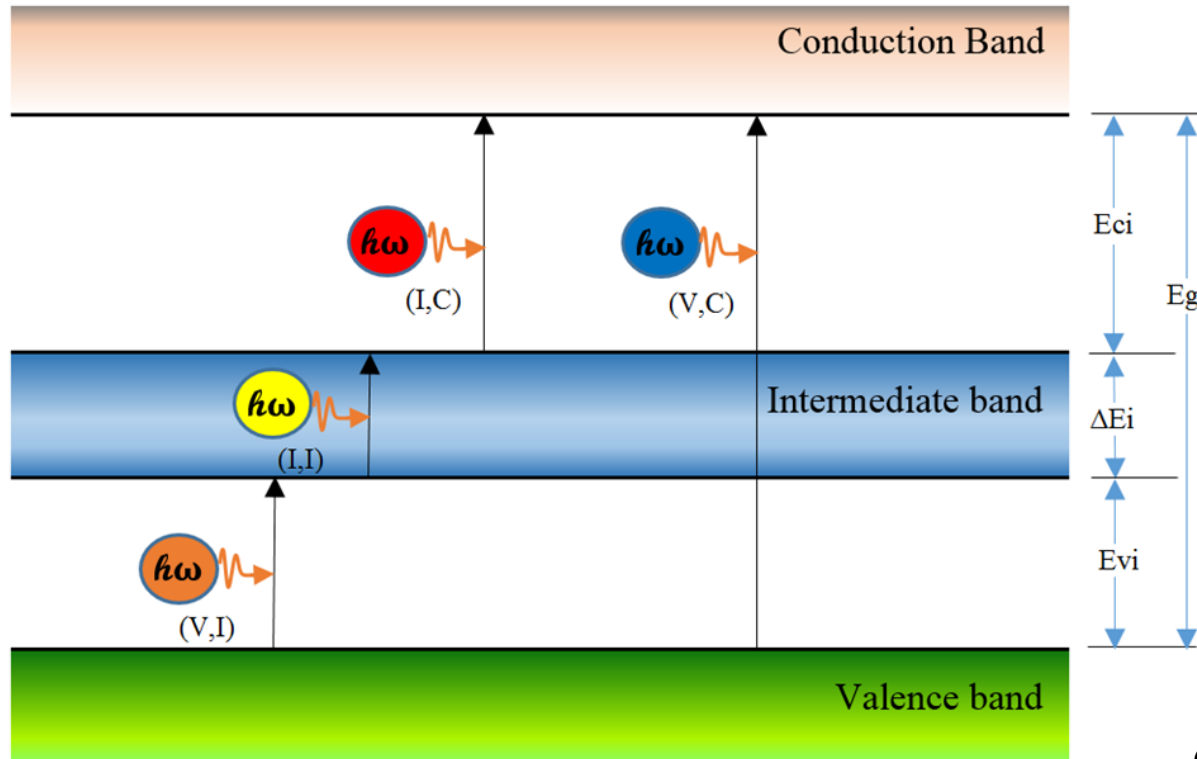 Conduction Band
ħω
ħω
Eci
(I,C)
(V,C)
Eg
ħω
Intermediate band
ΔEi
(I,I)
ħω
Evi
(V,I)
Valence band